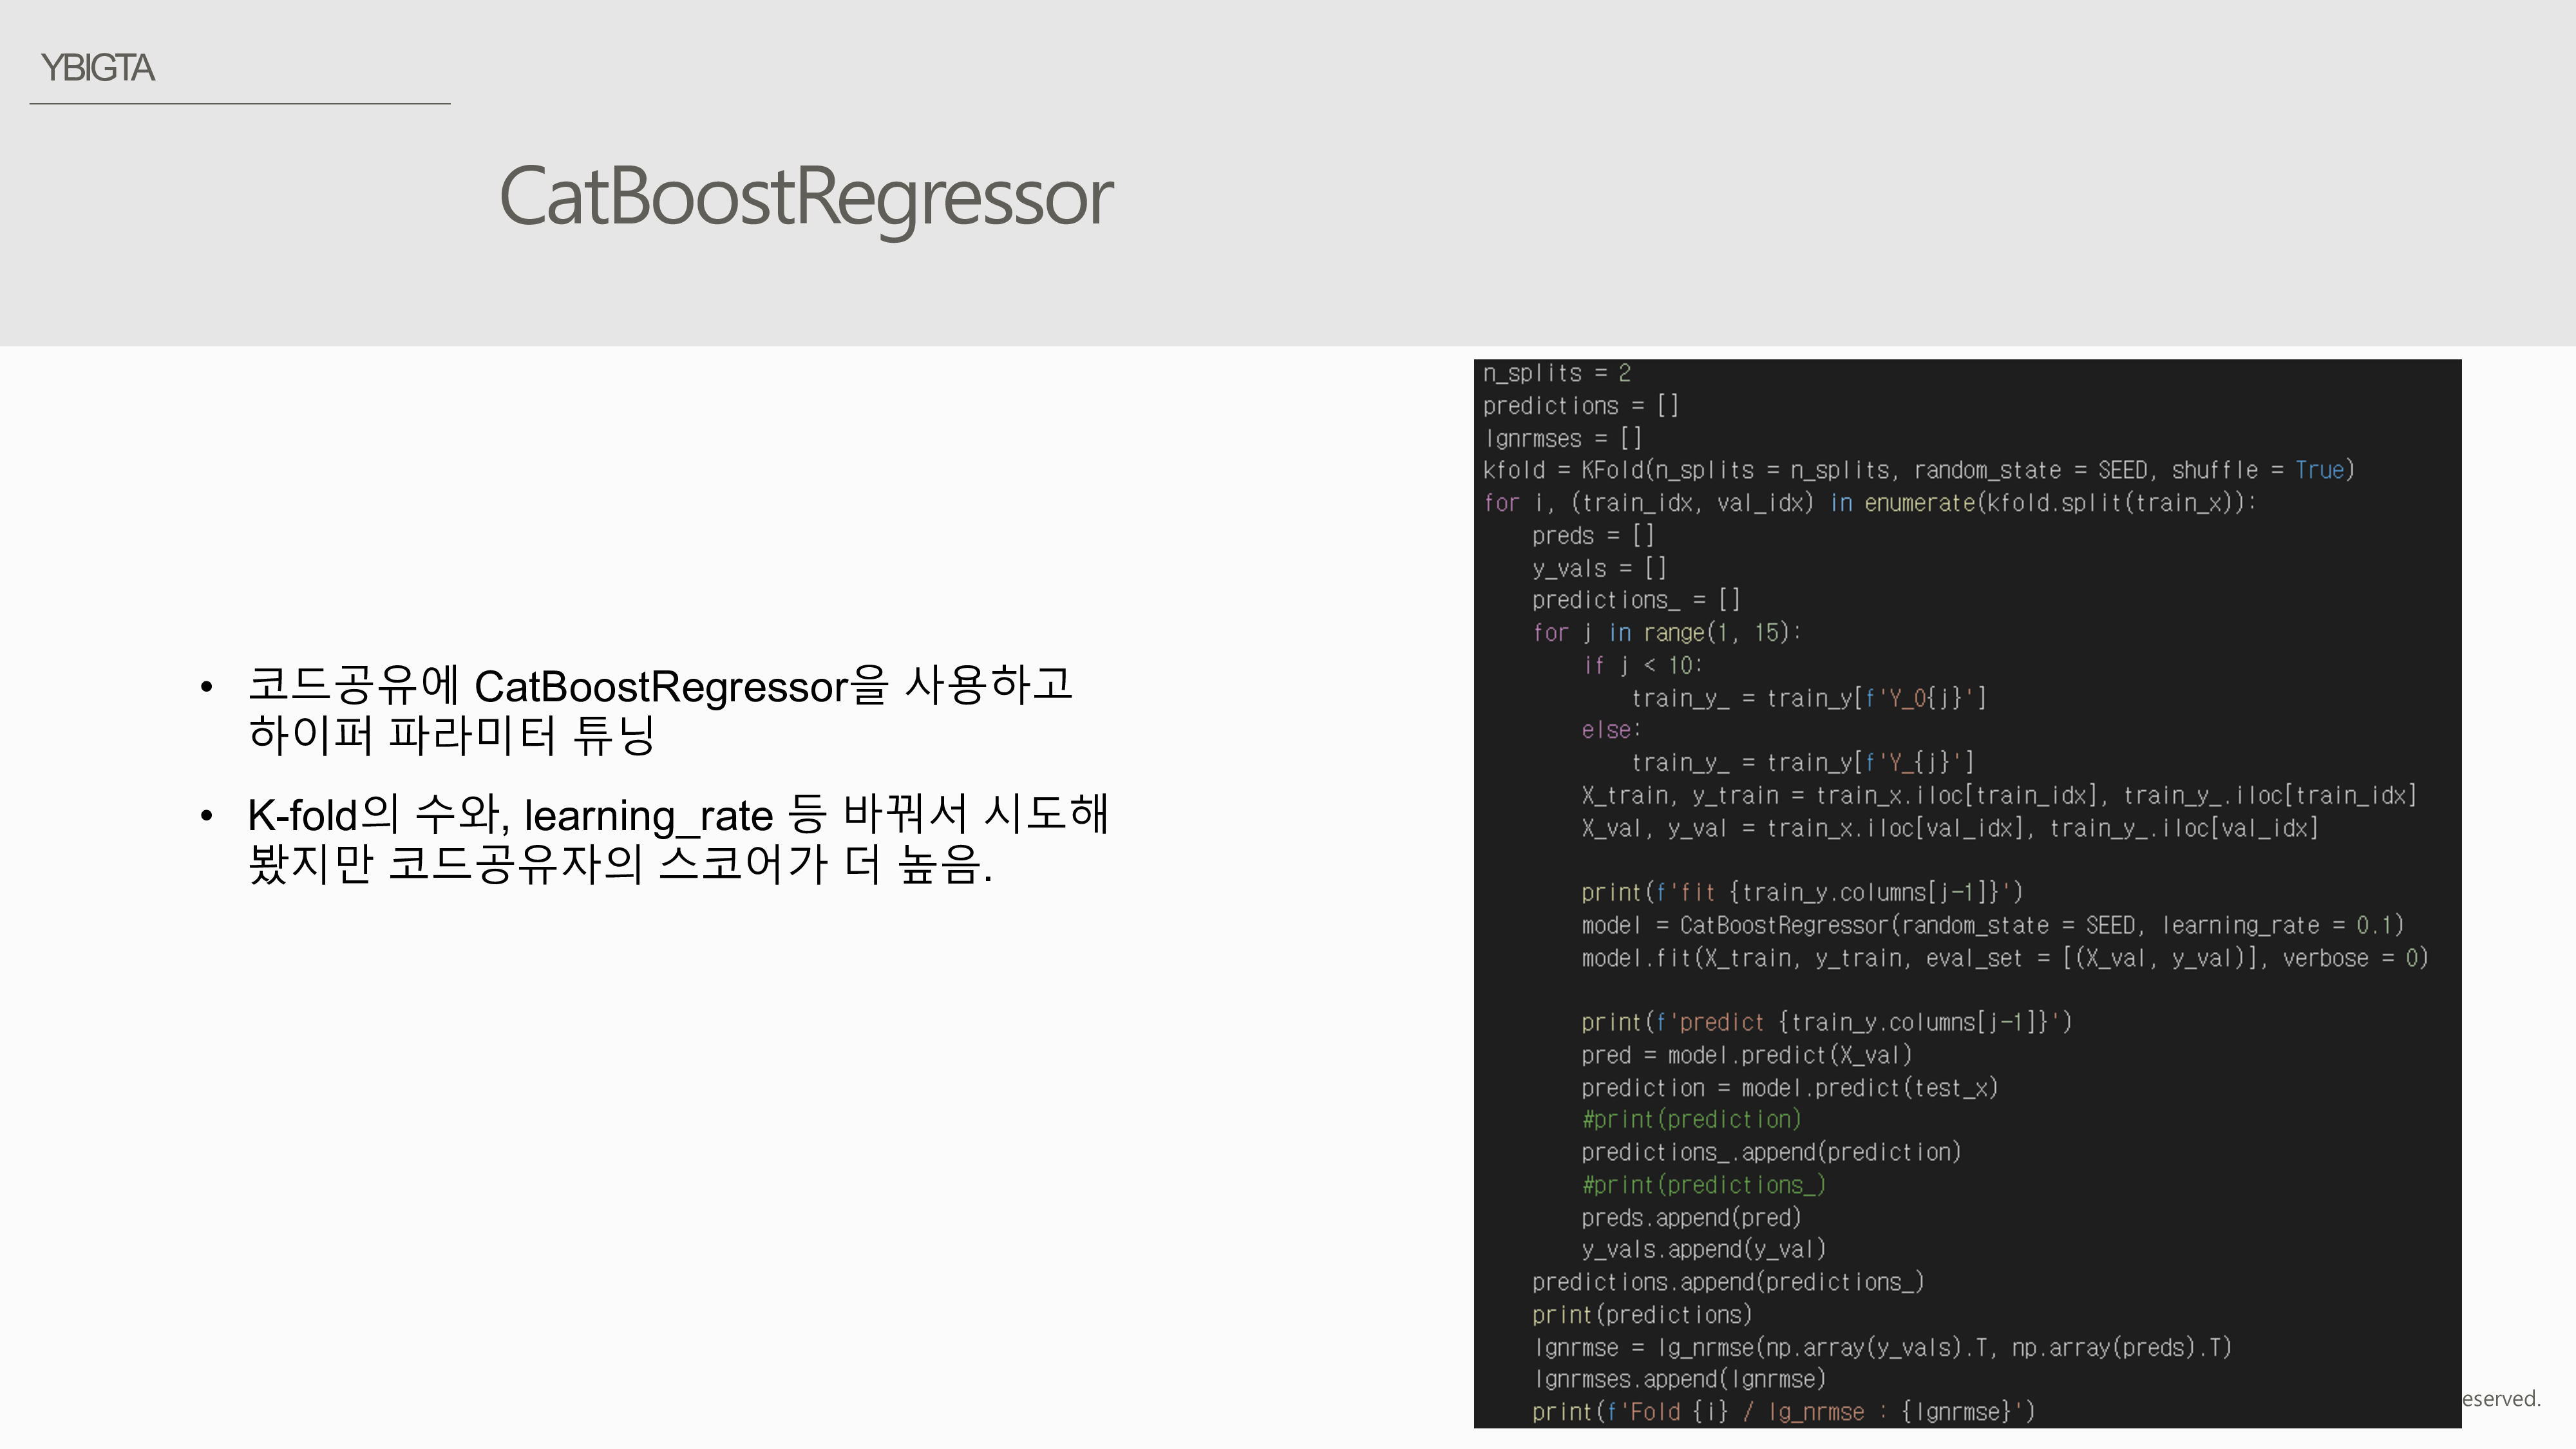 YBIGTA
CatBoostRegressor
• 코드공유에 CatBoostRegressor을 사용하고
하이퍼 파라미터 튜닝
• K-fold의 수와, learning_rate 등 바꿔서 시도해
봤지만 코드공유자의 스코어가 더 높음.
n_splits = 2
predictions = []
lgnrmses = []
kfold = KFold(n_splits = n_splits, random_state = SEED, shuffle = True)
for i, (train_idx, val_idx) in enumerate(kfold.split(train_x)):
    preds = []
    y_vals = []
    predictions_ = []
    for j in range(1, 15):
        if j < 10:
            train_y_ = train_y[f'Y_0{j}']
        else:
            train_y_ = train_y[f'Y_{j}']
        X_train, y_train = train_x.iloc[train_idx], train_y_.iloc[train_idx]
        X_val, y_val = train_x.iloc[val_idx], train_y_.iloc[val_idx]
        print(f'fit {train_y.columns[j-1]}')
        model = CatBoostRegressor(random_state = SEED, learning_rate = 0.1)
        model.fit(X_train, y_train, eval_set = [(X_val, y_val)], verbose = 0)
        print(f'predict {train_y.columns[j-1]}')
        pred = model.predict(X_val)
        prediction = model.predict(test_x)
        #print(prediction)
        predictions_.append(prediction)
        #print(predictions_)
        preds.append(pred)
        y_vals.append(y_val)
    predictions.append(predictions_)
    print(predictions)
    lgnrmse = lg_nrmse(np.array(y_vals).T, np.array(preds).T)
    lgnrmses.append(lgnrmse)
    print(f'Fold {i} / lg_nrmse : {lgnrmse}')
eserved.